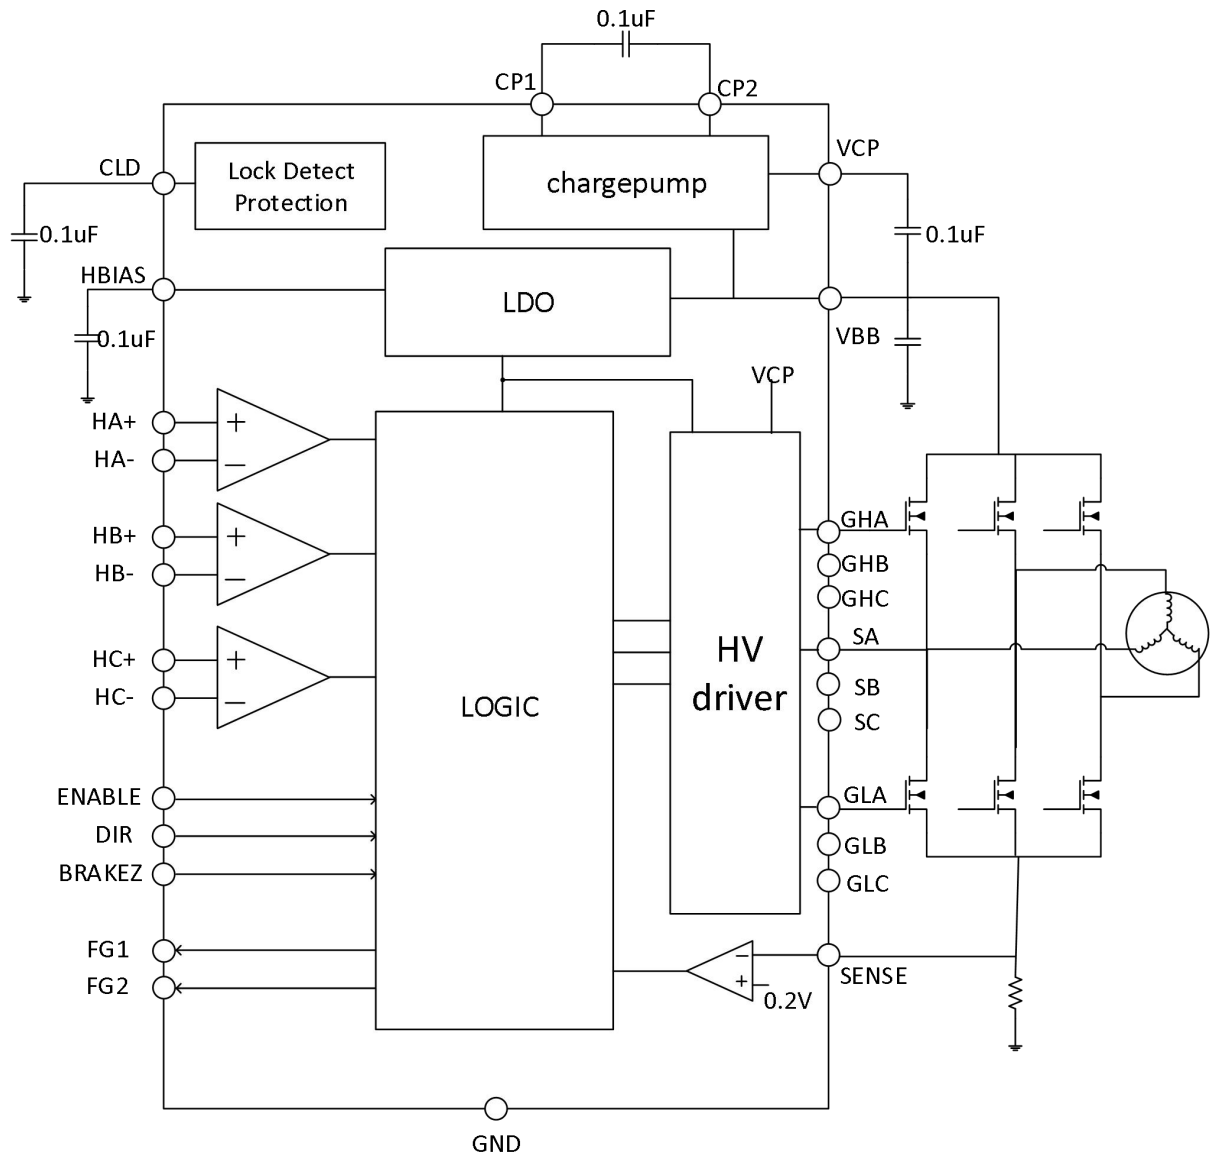 0.1uF
CP1
CP2
CLD
Lock Detect
Protection
chargepump
VCP
0.1uF
0.1uF
HBIAS
LDO
0.1uF
VBB
VCP
HA+
+
HA-
−
GHA
HB+
+
HB-
−
GHB
GHC
HC+
+
HC-
−
SA
HV
driver
SB
LOGIC
SC
ENABLE
GLA
DIR
GLB
BRAKEZ
GLC
FG1
−
SENSE
FG2
+
0.2V
GND